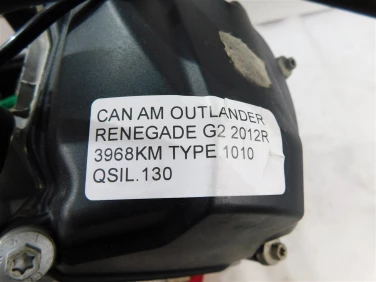 CAN AM OUTLANDER
RENEGADE G2 2012R
3968KM TYPE 1010
QSIL.130